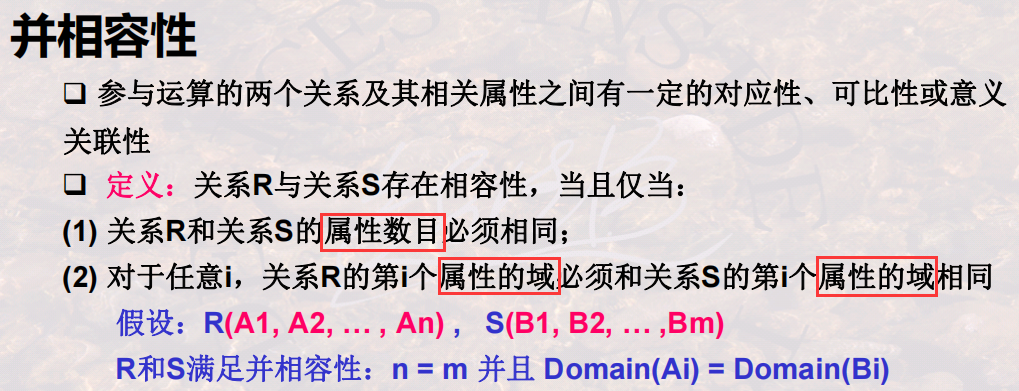 并相容性
❑ 参与运算的两个关系及其相关属性之间有一定的对应性、可比性或意义
关联性
❑ 定义：关系R与关系S存在相容性，当且仅当：
(1) 关系R和关系S的属性数目必须相同；
(2) 对于任意i，关系R的第i个属性的域必须和关系S的第i个属性的域相同
假设：R(A1, A2, … , An) ， S(B1, B2, … ,Bm)
R和S满足并相容性：n = m 并且 Domain(Ai) = Domain(Bi)